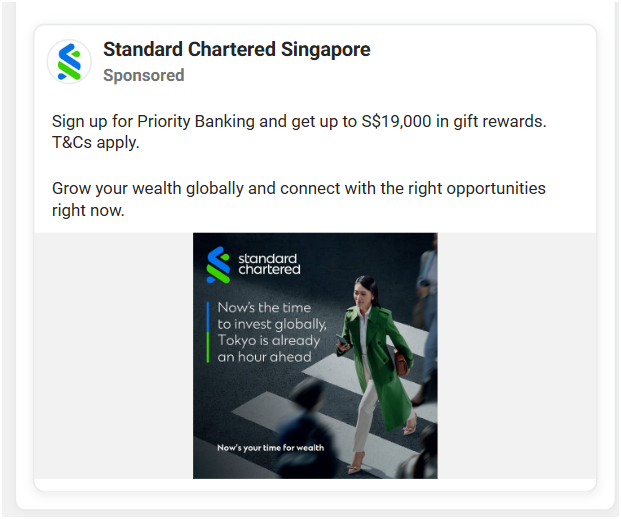 Standard Chartered Singapore
Sponsored
Sign up for Priority Banking and get up to S$19,000 in gift rewards.
T&Cs apply.
Grow your wealth globally and connect with the right opportunities
right now.
standard
chartered
Now's the time
to invest globally,
Tokyo is already
an hour ahead
Now's your time for wealth